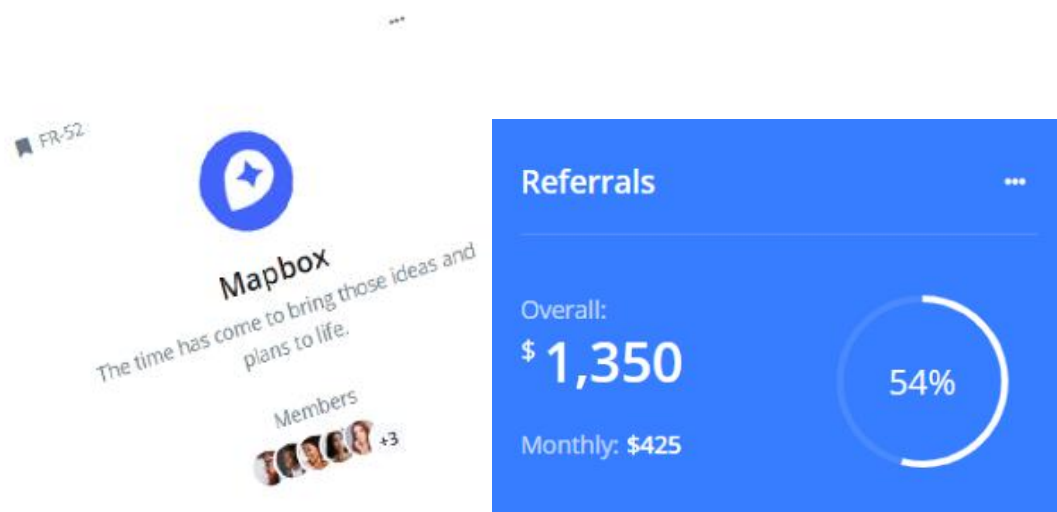 FR-52
Mapbox
The time has come to bring those ideas and
plans to life.
Members
+3
Referrals
Overall:
$ 1,350
54%
Monthly: $425